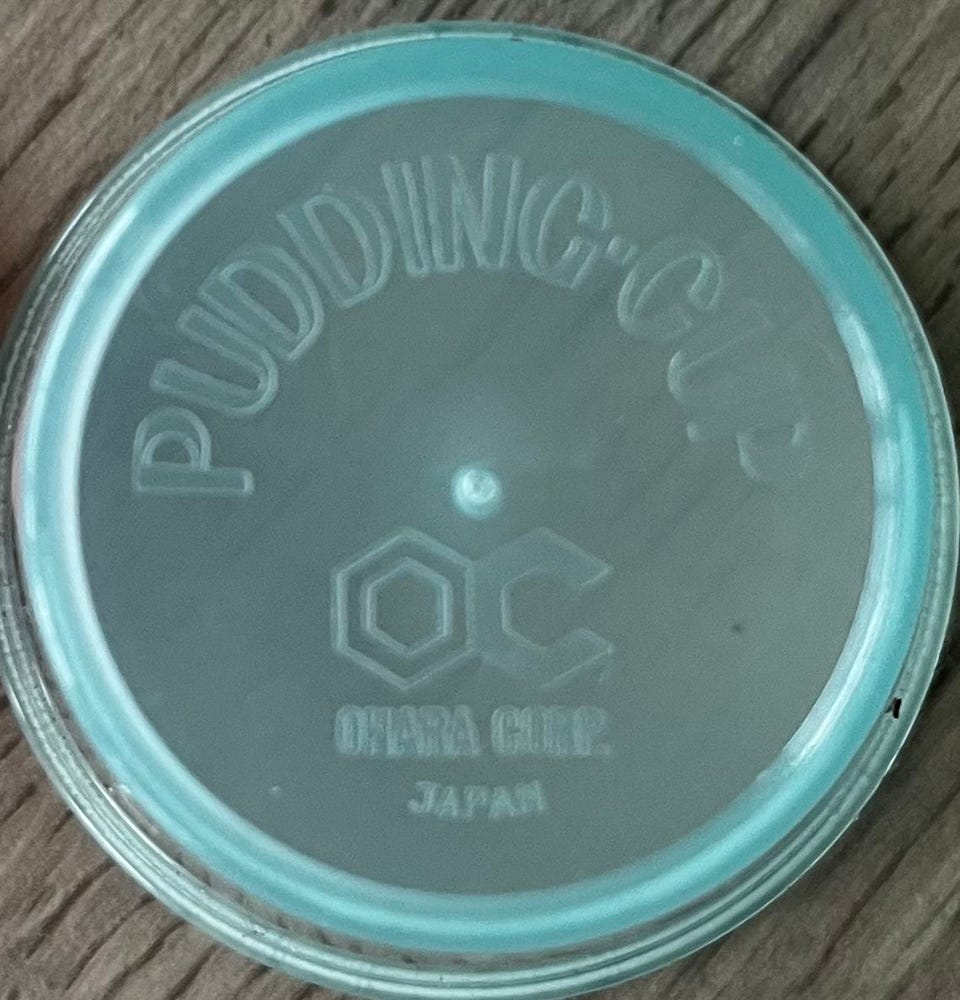 PUDDING-CUP
OC
OHARA CORP.
JAPAN